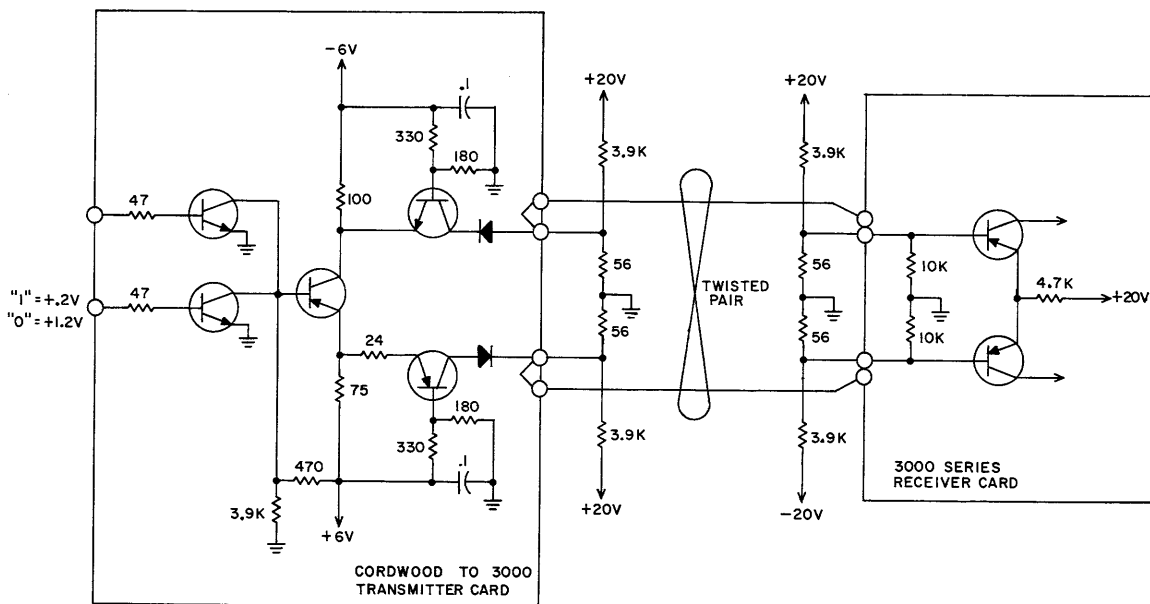 -6V
.1
330
180
100
47
47
"1" = +.2V
"0" = +1.2V
24
75
180
330
.1
470
3.9K
+6V
CORDWOOD TO 3000
TRANSMITTER CARD
+20V
3.9K
56
56
3.9K
+20V
TWISTED
PAIR
+20V
3.9K
56
56
3.9K
-20V
10K
10K
4.7K
+20V
3000 SERIES
RECEIVER CARD